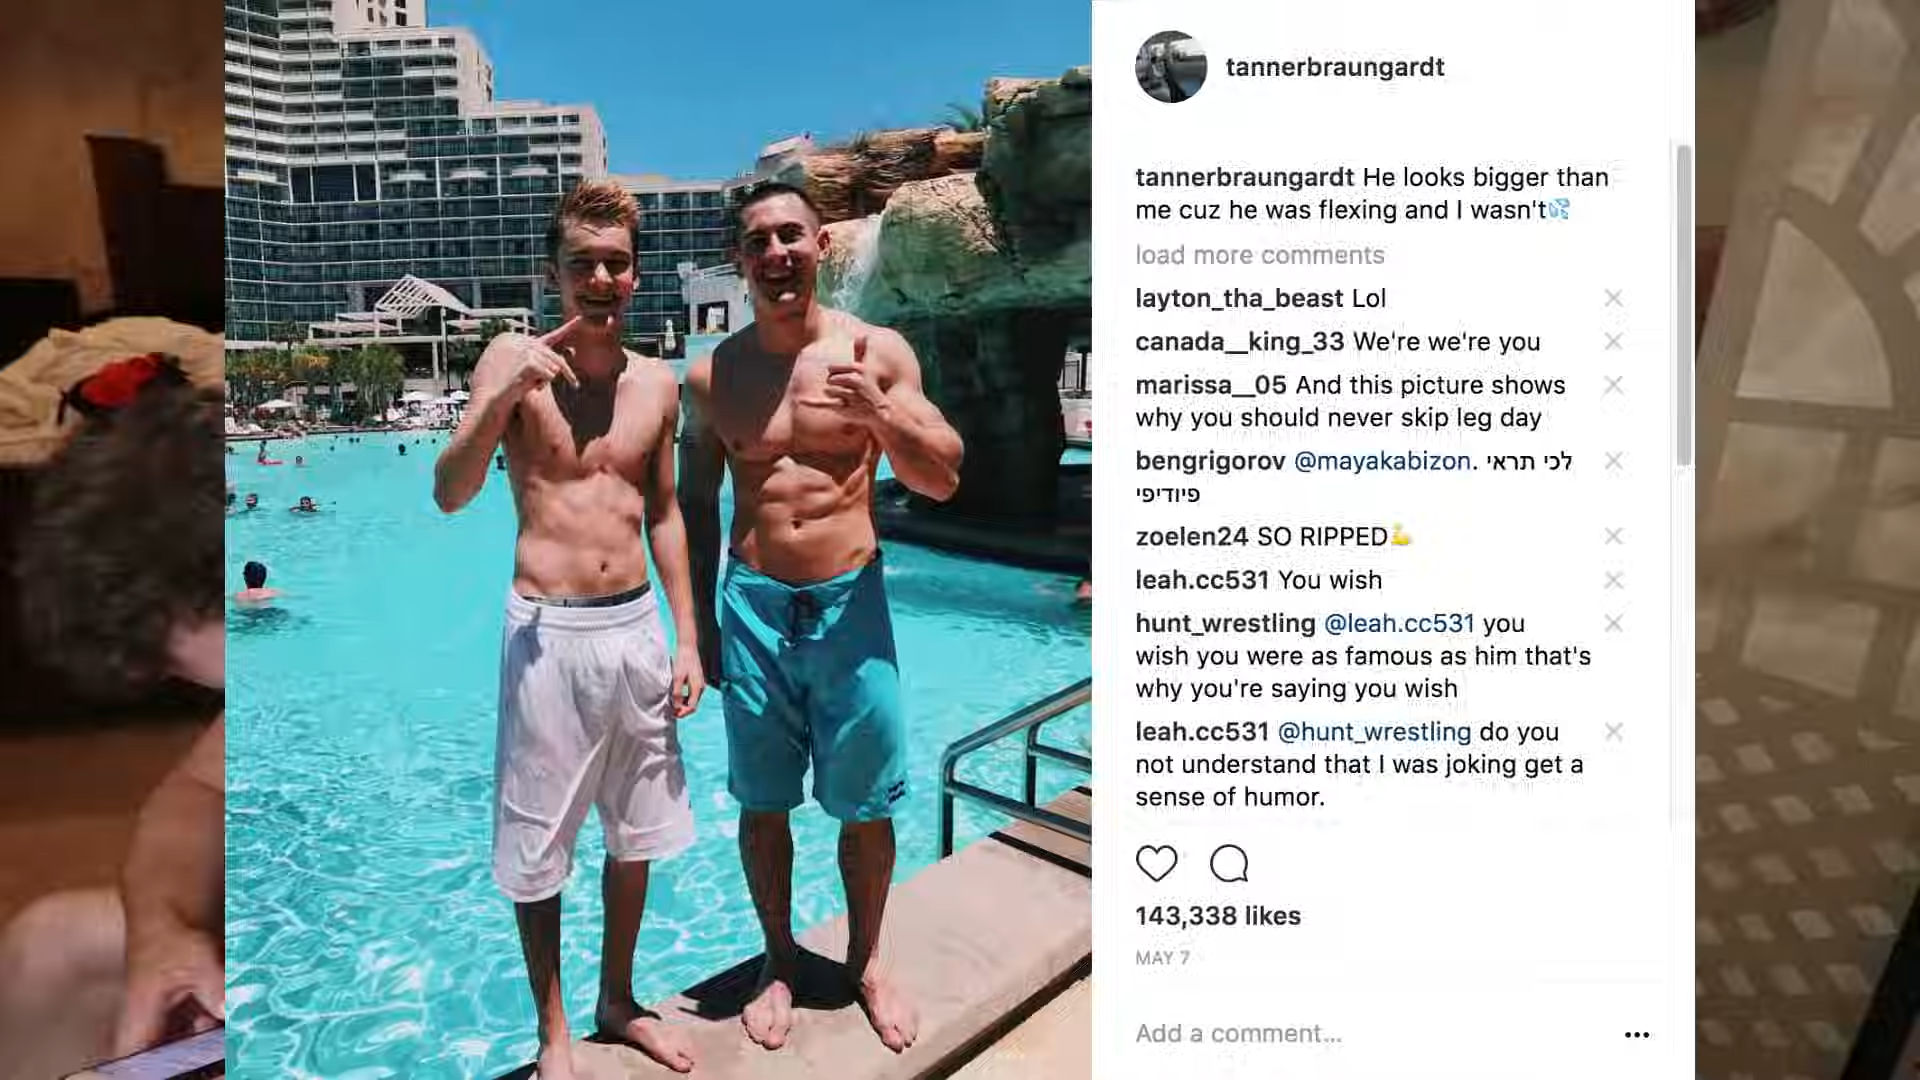 tannerbraungardt
tannerbraungardt He looks bigger than
me cuz he was flexing and I wasn't💦
load more comments
layton_tha_beast Lol
canada__king_33 We're we're you
marissa__05 And this picture shows
why you should never skip leg day
bengrigorov @mayakabizon. לכי תראי
פיודיפי
zoelen24 SO RIPPED💪
leah.cc531 You wish
hunt_wrestling @leah.cc531 you
wish you were as famous as him that's
why you're saying you wish
leah.cc531 @hunt_wrestling do you
not understand that I was joking get a
sense of humor.
143,338 likes
MAY 7
Add a comment...